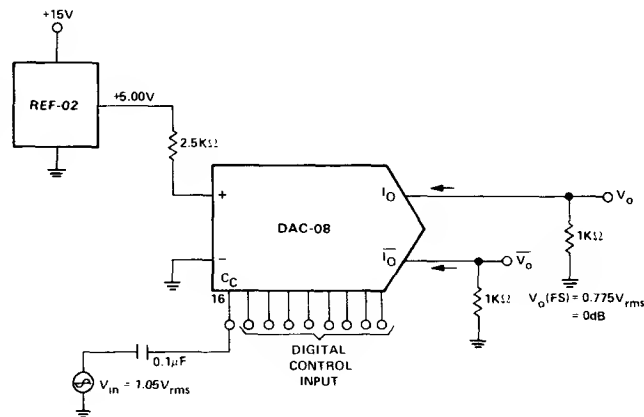 +15V
REF-02
+5.00V
2.5KΩ
+
−
DAC-08
I_O
I̅_O̅
C_C
16
V_o
V̅_o̅
1KΩ
1KΩ
V_o(FS) = 0.775V_rms
= 0dB
0.1µF
V_in = 1.05V_rms
DIGITAL
CONTROL
INPUT